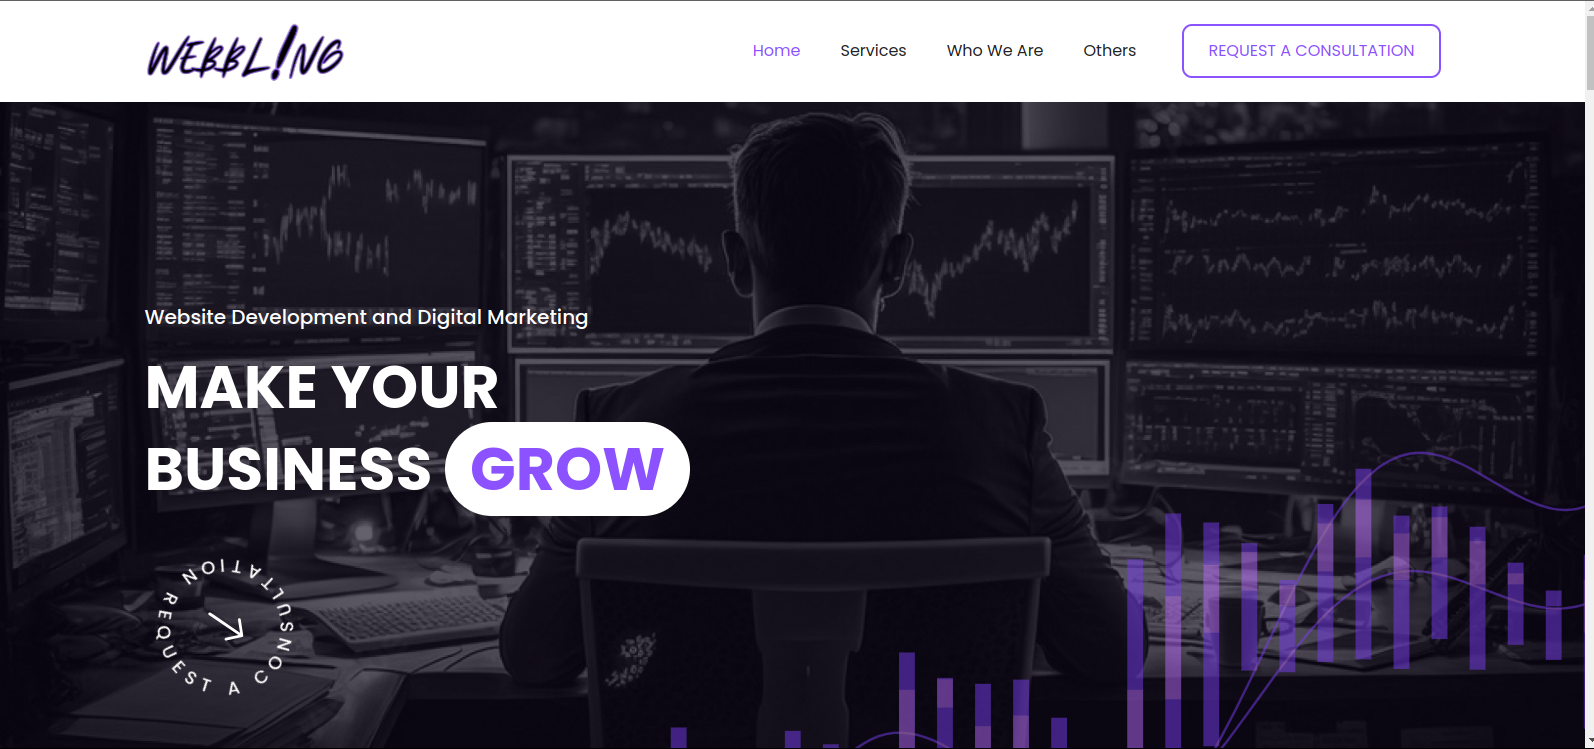 WEBBL!NG
Home Services Who We Are Others REQUEST A CONSULTATION
Website Development and Digital Marketing
MAKE YOUR
BUSINESS GROW
REQUEST A CONSULTATION